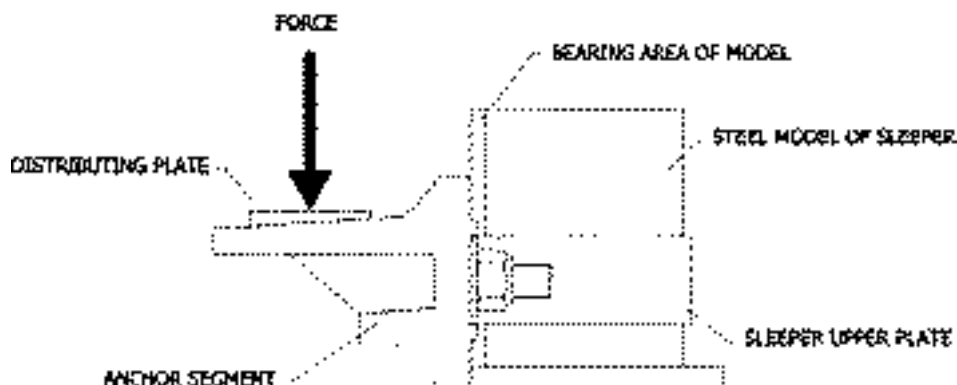 FORCE
BEARING AREA OF MODEL
STEEL MODEL OF SLEEPER
DISTRIBUTING PLATE
SLEEPER UPPER PLATE
ANCHOR SEGMENT